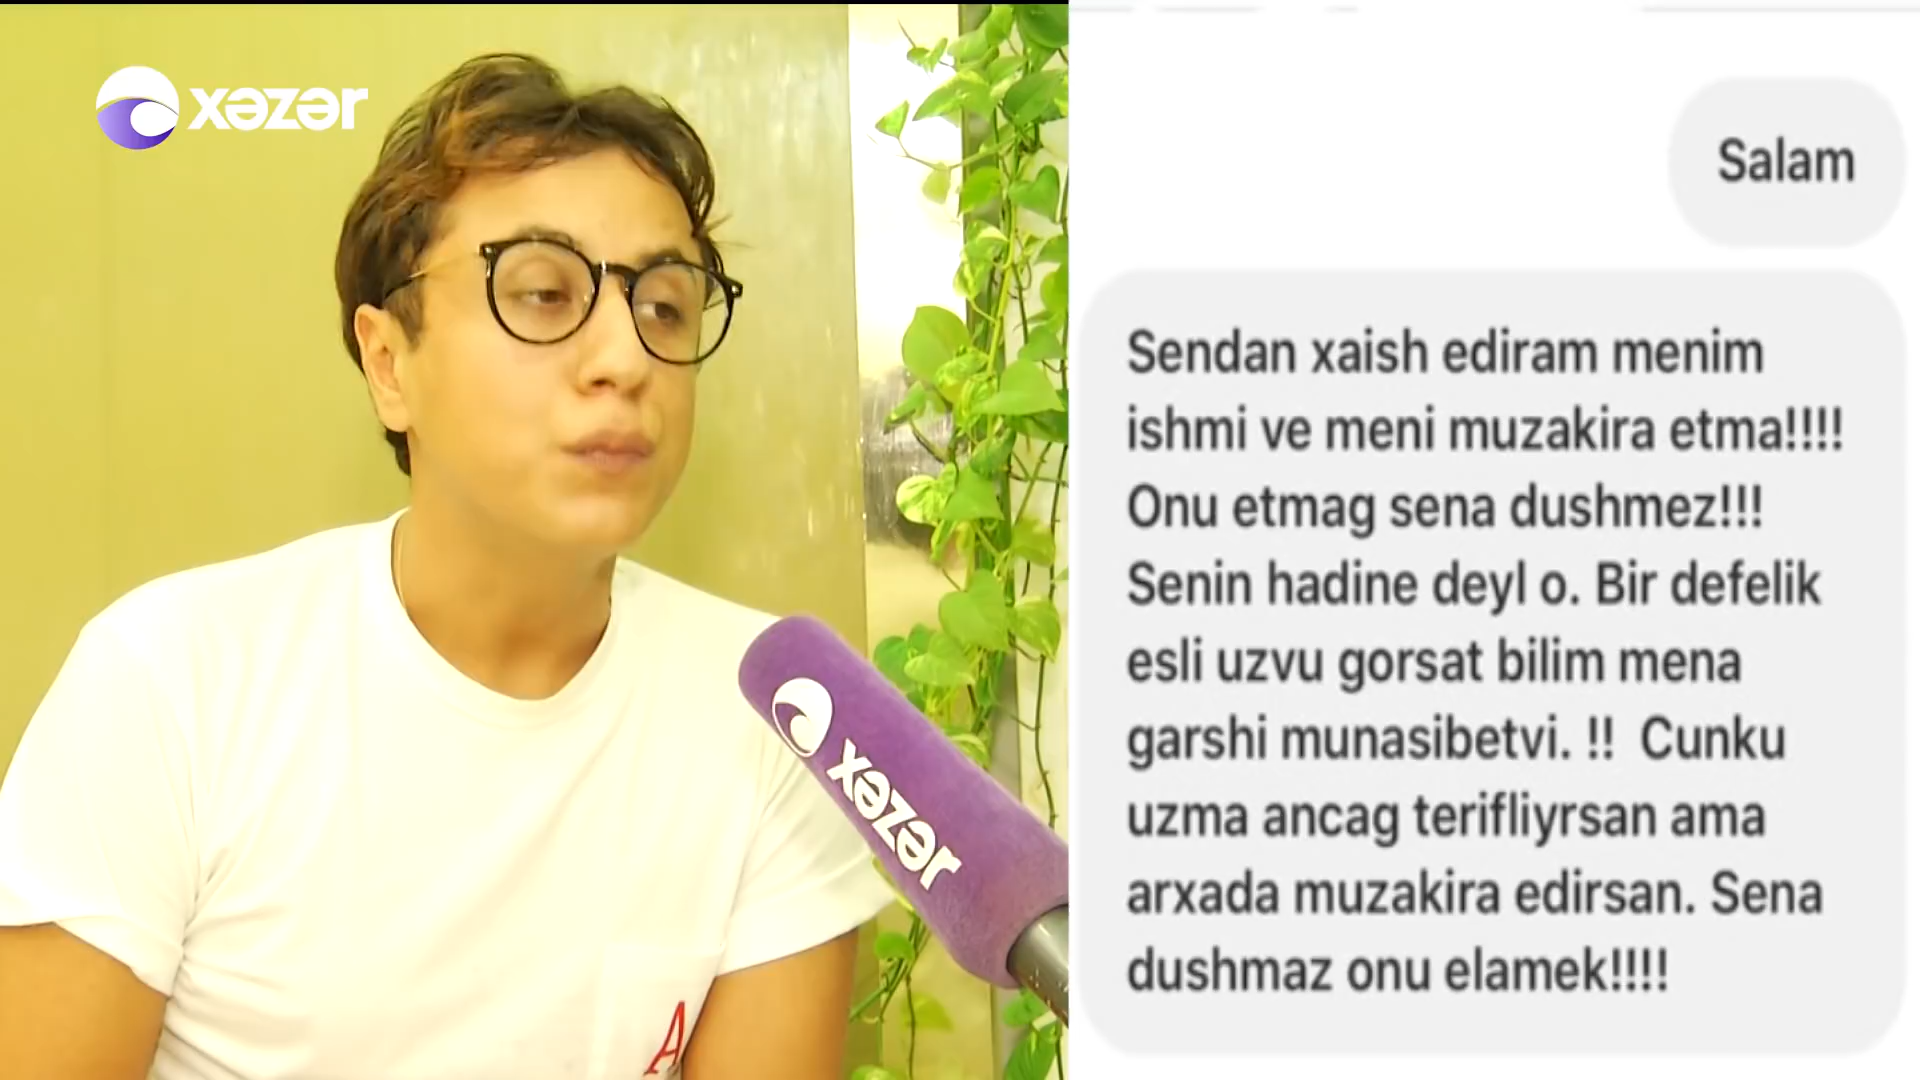 xəzər
xəzər
A
Salam
Sendan xaish ediram menim
ishmi ve meni muzakira etma!!!!
Onu etmag sena dushmez!!!
Senin hadine deyl o. Bir defelik
esli uzvu gorsat bilim mena
garshi munasibetvi. !! Cunku
uzma ancag terifliyrsan ama
arxada muzakira edirsan. Sena
dushmaz onu elamek!!!!